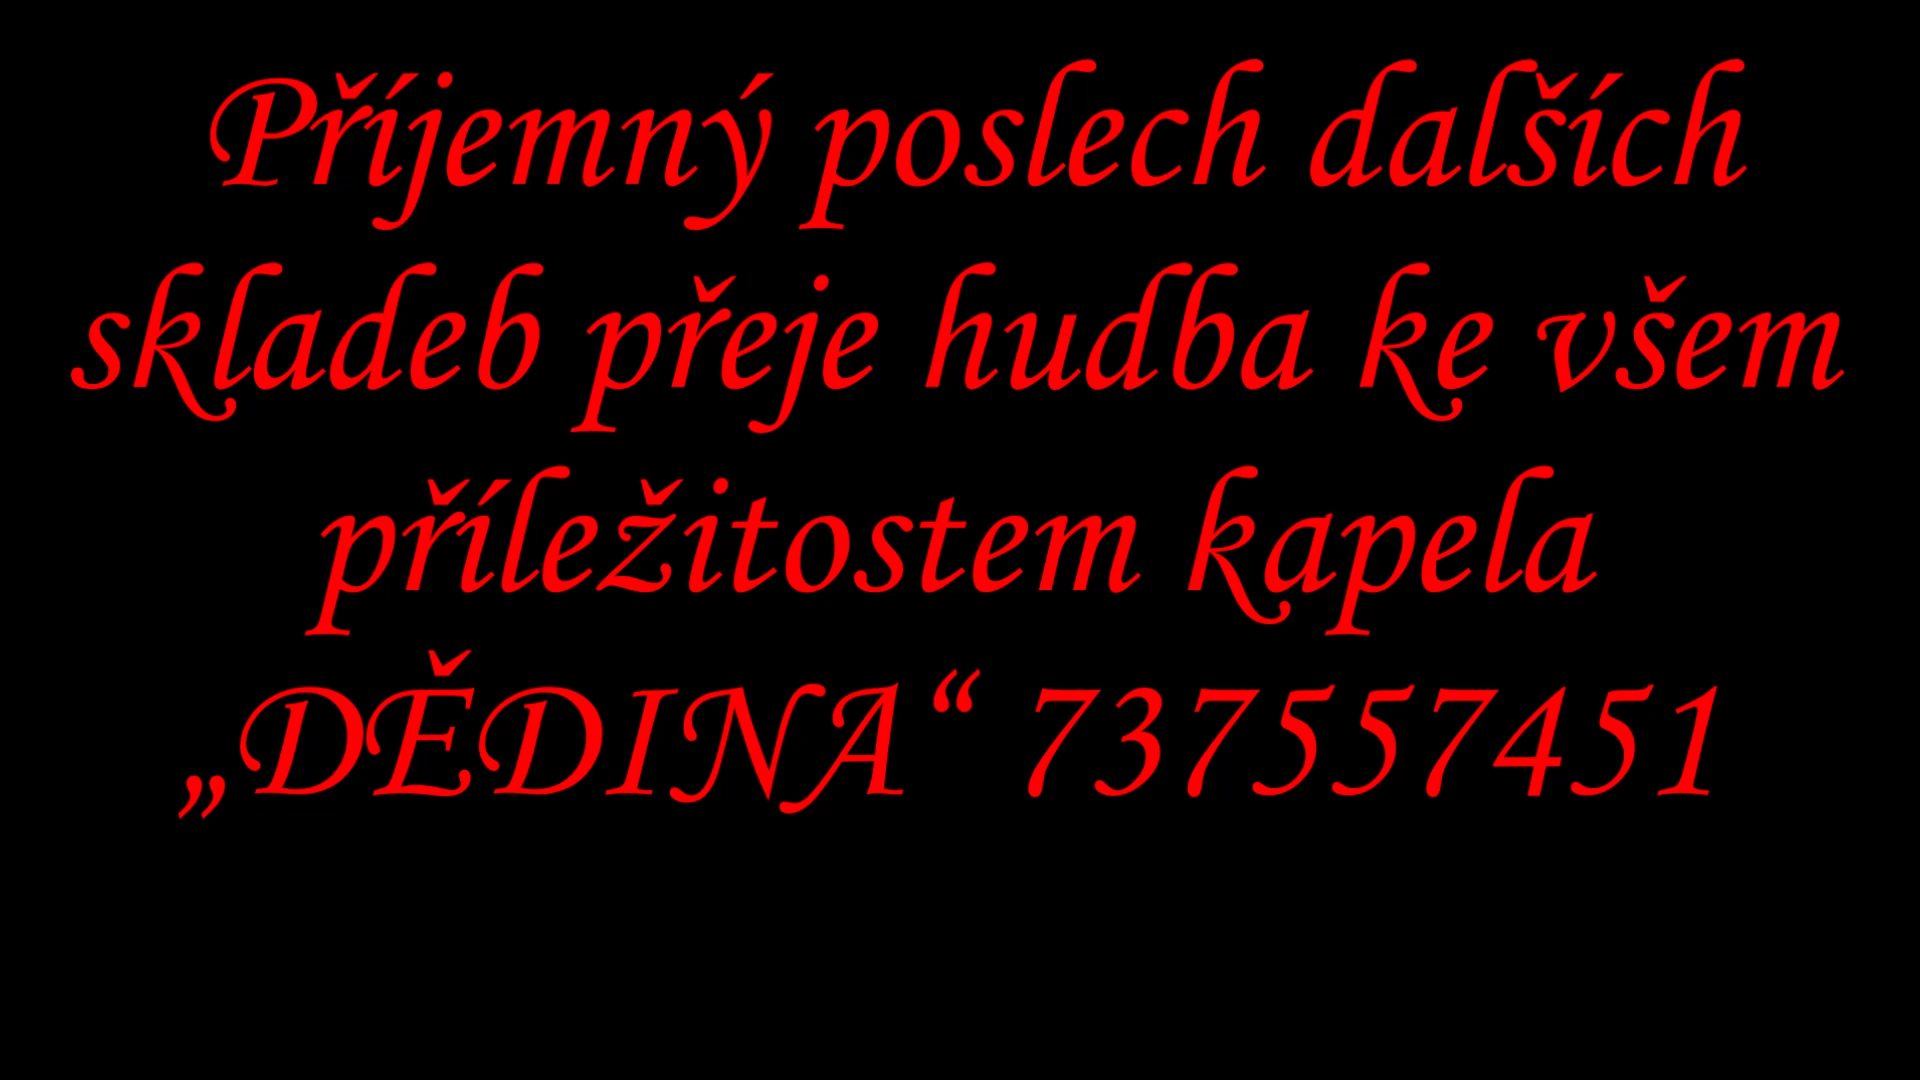 Příjemný poslech dalších
skladeb přeje hudba ke všem
příležitostem kapela
„DĚDINA“ 737557451